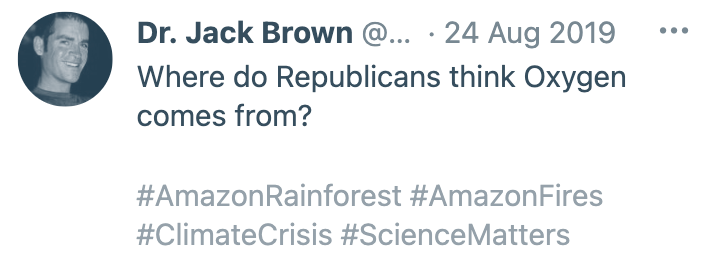 Dr. Jack Brown @... · 24 Aug 2019 •••
Where do Republicans think Oxygen
comes from?
#AmazonRainforest #AmazonFires
#ClimateCrisis #ScienceMatters